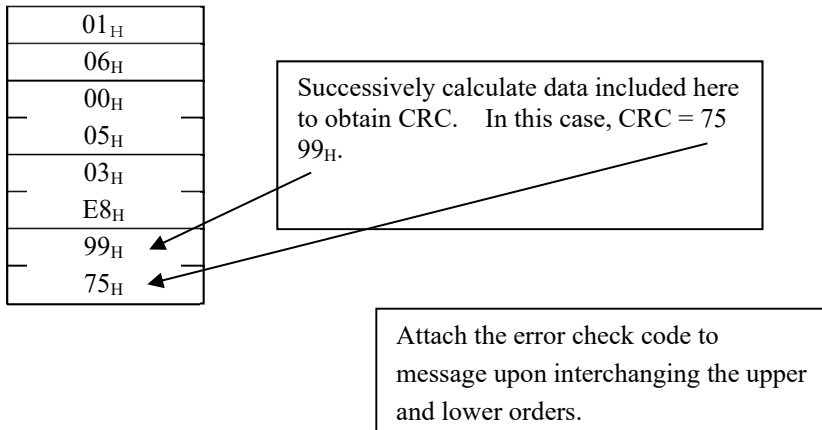 01H
06H
00H
05H
03H
E8H
99H
75H
Successively calculate data included here
to obtain CRC. In this case, CRC = 75
99H.
Attach the error check code to
message upon interchanging the upper
and lower orders.